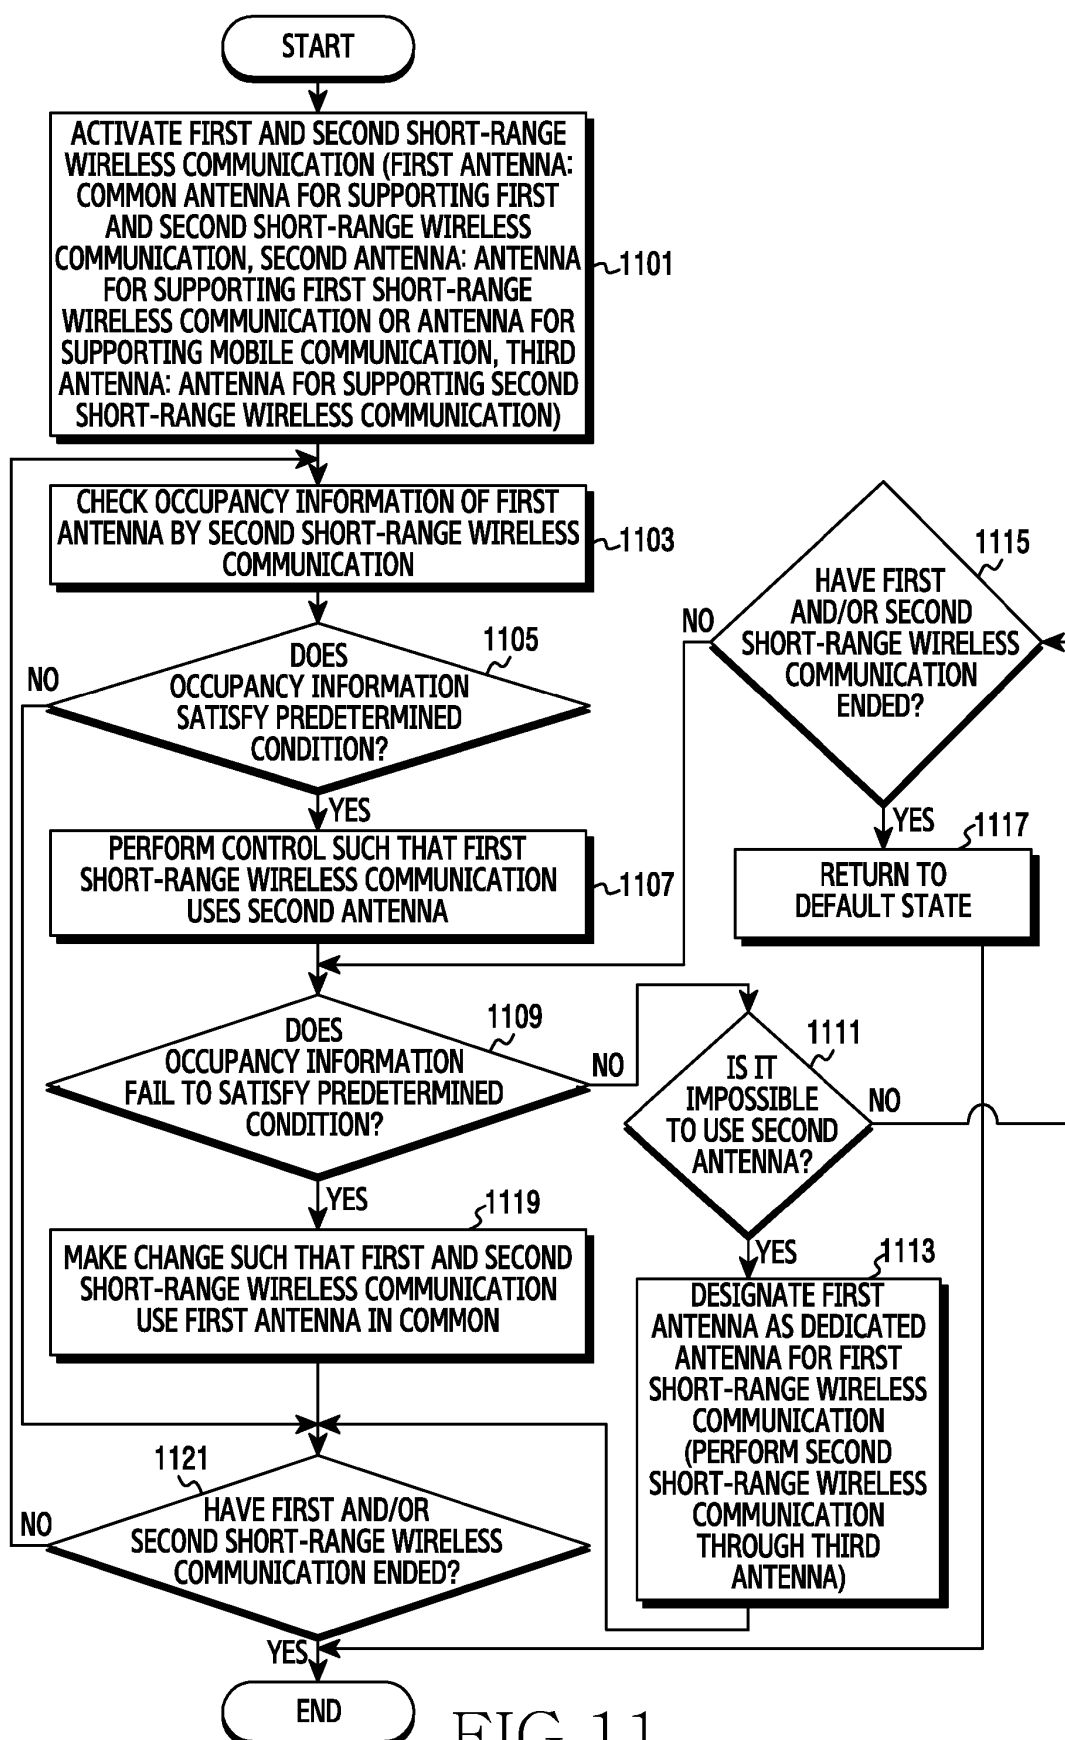 START
ACTIVATE FIRST AND SECOND SHORT-RANGE
WIRELESS COMMUNICATION (FIRST ANTENNA:
COMMON ANTENNA FOR SUPPORTING FIRST
AND SECOND SHORT-RANGE WIRELESS
COMMUNICATION, SECOND ANTENNA: ANTENNA
FOR SUPPORTING FIRST SHORT-RANGE
WIRELESS COMMUNICATION OR ANTENNA FOR
SUPPORTING MOBILE COMMUNICATION, THIRD
ANTENNA: ANTENNA FOR SUPPORTING SECOND
SHORT-RANGE WIRELESS COMMUNICATION)
1101
CHECK OCCUPANCY INFORMATION OF FIRST
ANTENNA BY SECOND SHORT-RANGE WIRELESS
COMMUNICATION
1103
1105
DOES
OCCUPANCY INFORMATION
SATISFY PREDETERMINED
CONDITION?
NO
YES
PERFORM CONTROL SUCH THAT FIRST
SHORT-RANGE WIRELESS COMMUNICATION
USES SECOND ANTENNA
1107
1109
DOES
OCCUPANCY INFORMATION
FAIL TO SATISFY PREDETERMINED
CONDITION?
NO
YES
1111
IS IT
IMPOSSIBLE
TO USE SECOND
ANTENNA?
NO
YES
1113
DESIGNATE FIRST
ANTENNA AS DEDICATED
ANTENNA FOR FIRST
SHORT-RANGE WIRELESS
COMMUNICATION
(PERFORM SECOND
SHORT-RANGE WIRELESS
COMMUNICATION
THROUGH THIRD
ANTENNA)
1115
HAVE FIRST
AND/OR SECOND
SHORT-RANGE WIRELESS
COMMUNICATION
ENDED?
NO
YES
1117
RETURN TO
DEFAULT STATE
1119
MAKE CHANGE SUCH THAT FIRST AND SECOND
SHORT-RANGE WIRELESS COMMUNICATION
USE FIRST ANTENNA IN COMMON
1121
HAVE FIRST AND/OR
SECOND SHORT-RANGE WIRELESS
COMMUNICATION ENDED?
NO
YES
END
FIG.11